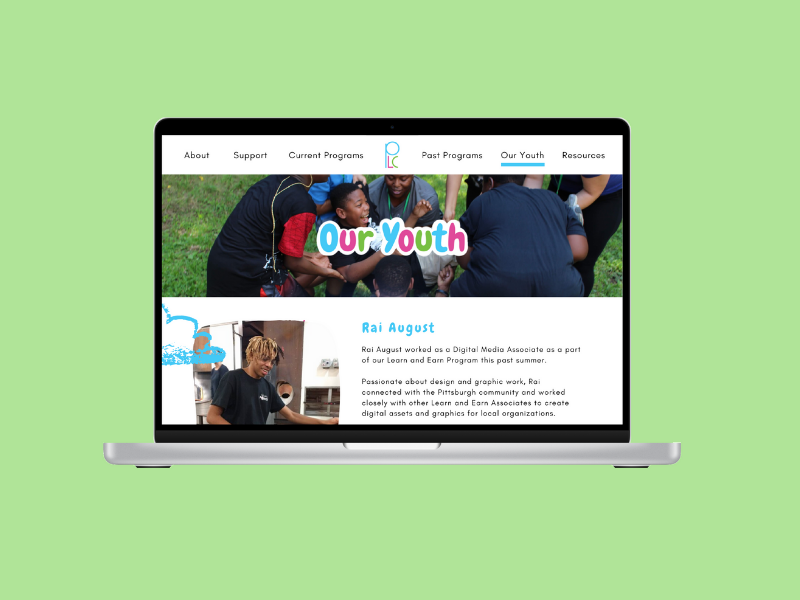 About Support Current Programs PLC Past Programs Our Youth Resources
Our Youth
Rai August
Rai August worked as a Digital Media Associate as a part
of our Learn and Earn Program this past summer.
Passionate about design and graphic work, Rai
connected with the Pittsburgh community and worked
closely with other Learn and Earn Associates to create
digital assets and graphics for local organizations.